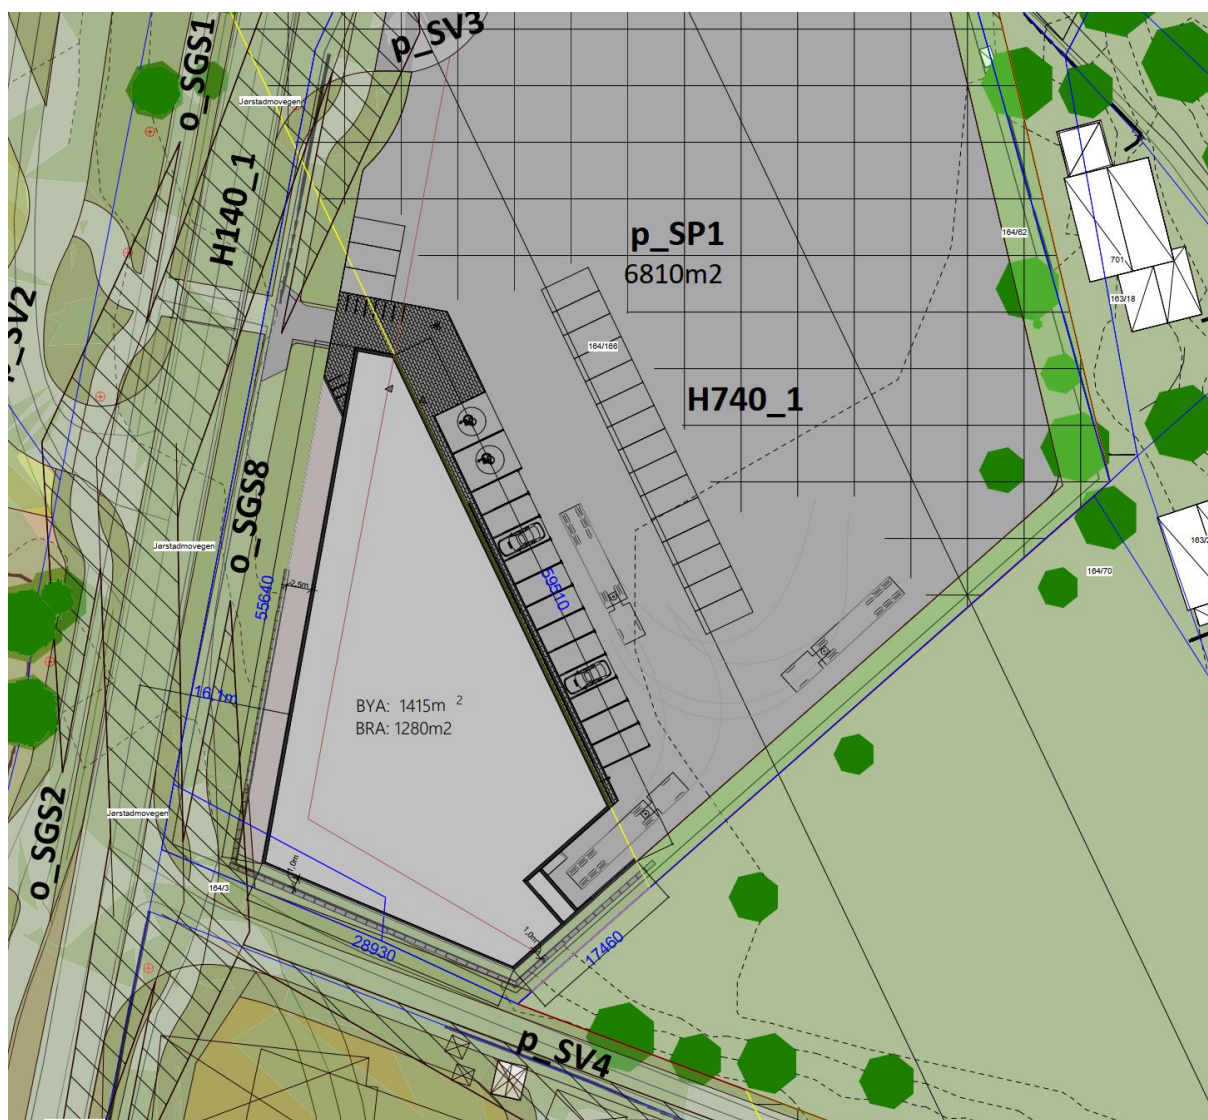 p_SV3
o_SGS1
Jørstadmovegen
H140_1
p_SP1
6810m2
164/62
701
163/18
p_SV2
164/166
H740_1
o_SGS8
Jørstadmovegen
164/70
2,5m
55640
59510
16,1m
BYA: 1415m 2
BRA: 1280m2
Jørstadmovegen
o_SGS2
164/3
1,0m
1,0m
28930
17460
p_SV4